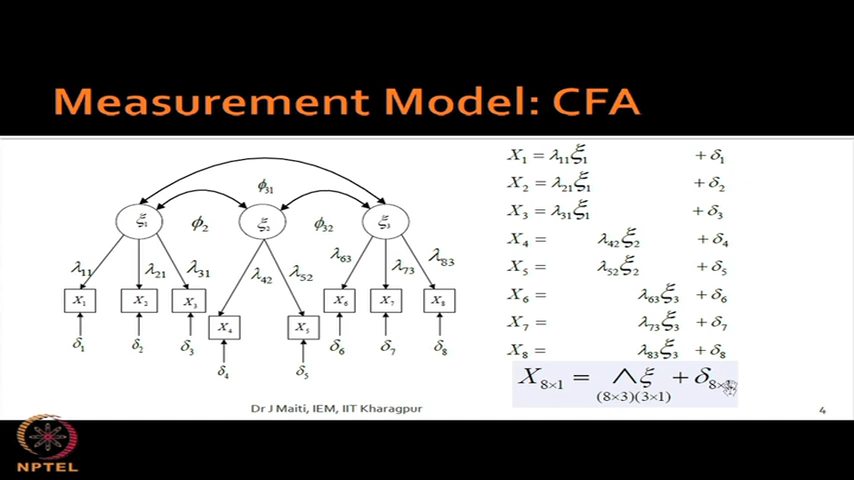 Measurement Model: CFA
ϕ31
ξ1 ϕ2 ξ2 ϕ32 ξ3
λ11 λ21 λ31 λ42 λ52 λ63 λ73 λ83
X1 X2 X3 X4 X5 X6 X7 X8
δ1 δ2 δ3 δ4 δ5 δ6 δ7 δ8
X1 = λ11ξ1 + δ1
X2 = λ21ξ1 + δ2
X3 = λ31ξ1 + δ3
X4 = λ42ξ2 + δ4
X5 = λ52ξ2 + δ5
X6 = λ63ξ3 + δ6
X7 = λ73ξ3 + δ7
X8 = λ83ξ3 + δ8
X8×1 = Λξ + δ8×1
(8×3)(3×1)
Dr J Maiti, IEM, IIT Kharagpur
4
NPTEL